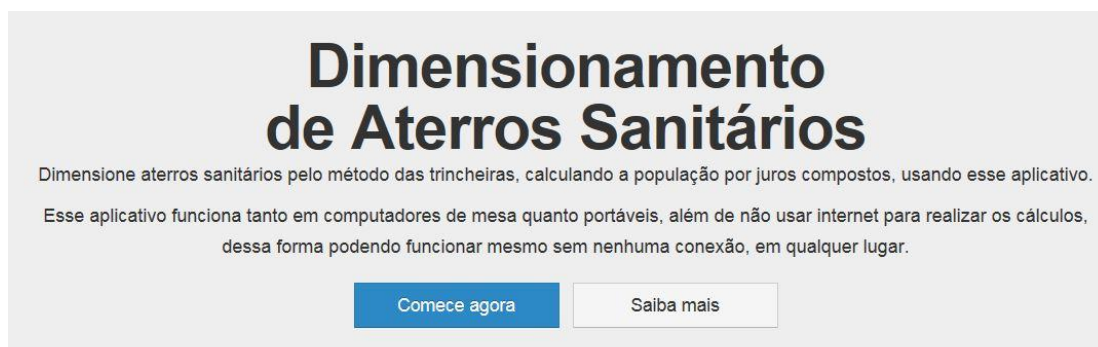 Dimensionamento
de Aterros Sanitários
Dimensione aterros sanitários pelo método das trincheiras, calculando a população por juros compostos, usando esse aplicativo.
Esse aplicativo funciona tanto em computadores de mesa quanto portáveis, além de não usar internet para realizar os cálculos,
dessa forma podendo funcionar mesmo sem nenhuma conexão, em qualquer lugar.
Comece agora
Saiba mais